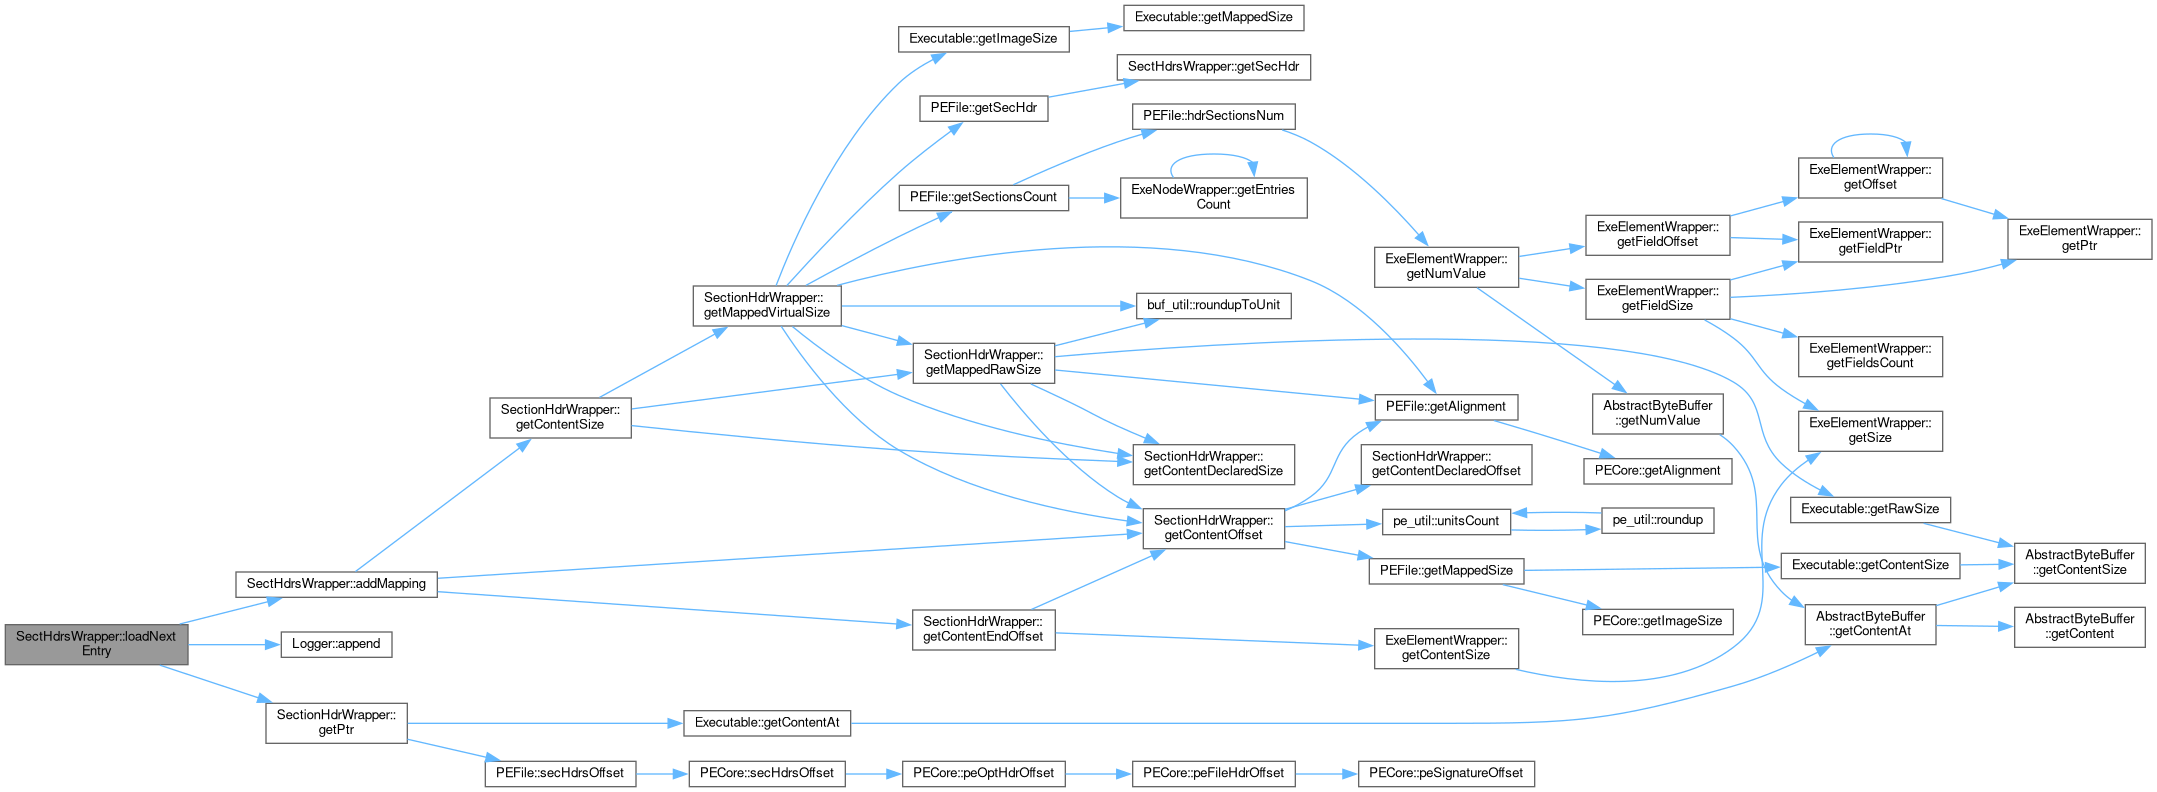 SectHdrsWrapper::loadNext
Entry
SectHdrsWrapper::addMapping
Logger::append
SectionHdrWrapper::
getPtr
SectionHdrWrapper::
getContentSize
SectionHdrWrapper::
getMappedVirtualSize
Executable::getImageSize
Executable::getMappedSize
PEFile::getSecHdr
SectHdrsWrapper::getSecHdr
PEFile::getSectionsCount
PEFile::hdrSectionsNum
ExeNodeWrapper::getEntries
Count
buf_util::roundupToUnit
SectionHdrWrapper::
getMappedRawSize
SectionHdrWrapper::
getContentDeclaredSize
SectionHdrWrapper::
getContentOffset
SectionHdrWrapper::
getContentEndOffset
ExeElementWrapper::
getNumValue
PEFile::getAlignment
SectionHdrWrapper::
getContentDeclaredOffset
pe_util::unitsCount
PEFile::getMappedSize
ExeElementWrapper::
getContentSize
ExeElementWrapper::
getFieldOffset
ExeElementWrapper::
getFieldSize
AbstractByteBuffer
::getNumValue
PECore::getAlignment
pe_util::roundup
PECore::getImageSize
ExeElementWrapper::
getOffset
ExeElementWrapper::
getFieldPtr
ExeElementWrapper::
getFieldsCount
ExeElementWrapper::
getSize
Executable::getRawSize
Executable::getContentSize
AbstractByteBuffer
::getContentAt
ExeElementWrapper::
getPtr
AbstractByteBuffer
::getContentSize
AbstractByteBuffer
::getContent
Executable::getContentAt
PEFile::secHdrsOffset
PECore::secHdrsOffset
PECore::peOptHdrOffset
PECore::peFileHdrOffset
PECore::peSignatureOffset